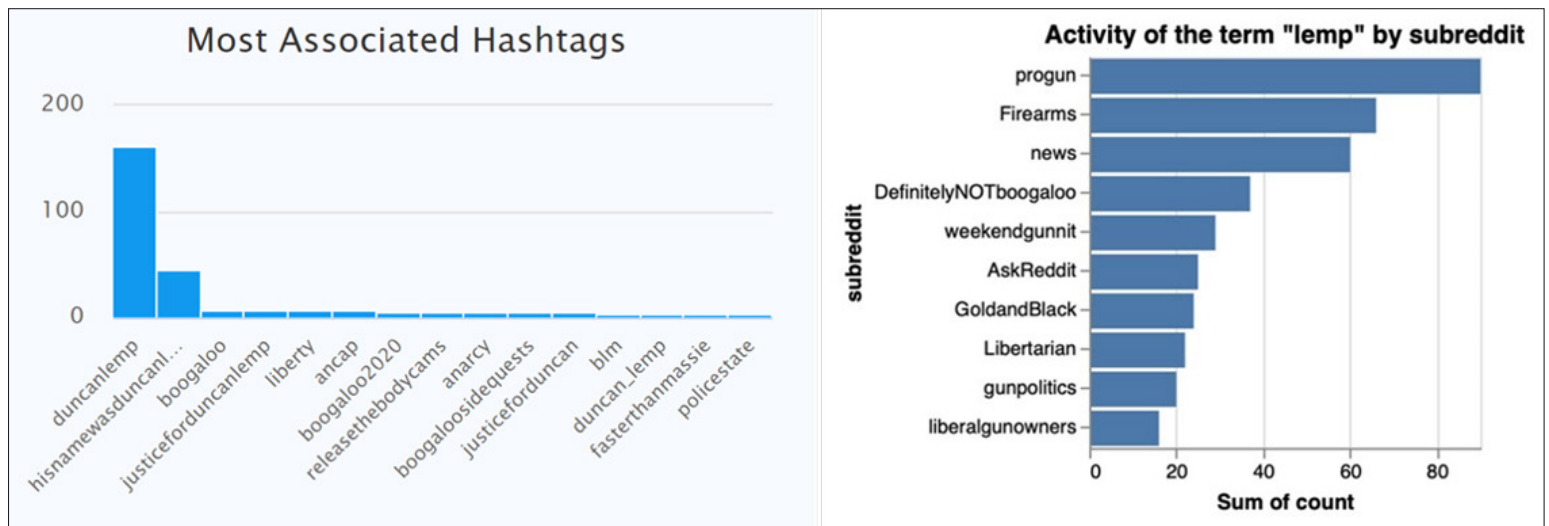 Most Associated Hashtags
200
100
0
duncanlemp
hisnamewasduncanl...
boogaloo
justiceforduncanlemp
liberty
ancap
boogaloo2020
releasethebodycams
anarcy
boogaloosidequests
justiceforduncan
blm
duncan_lemp
fasterthanmassie
policestate
Activity of the term "lemp" by subreddit
subreddit
progun
Firearms
news
DefinitelyNOTboogaloo
weekendgunnit
AskReddit
GoldandBlack
Libertarian
gunpolitics
liberalgunowners
0 20 40 60 80
Sum of count